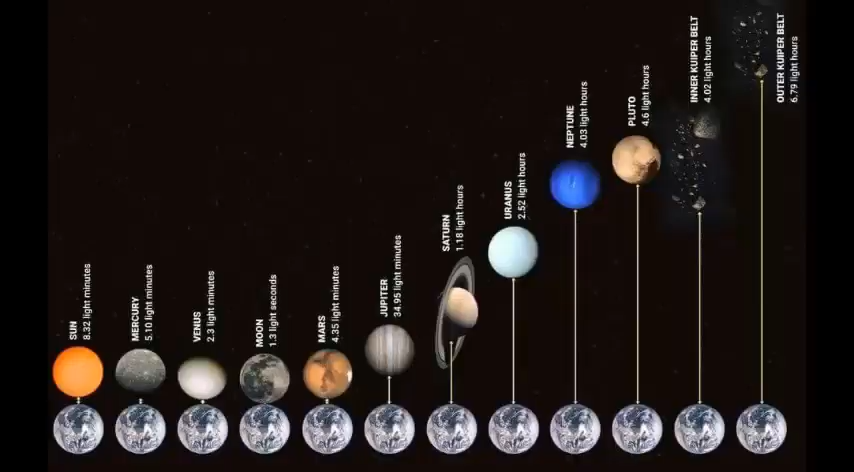 SUN
8.32 light minutes
MERCURY
5.10 light minutes
VENUS
2.3 light minutes
MOON
1.3 light seconds
MARS
4.35 light minutes
JUPITER
34.95 light minutes
SATURN
1.18 light hours
URANUS
2.52 light hours
NEPTUNE
4.03 light hours
PLUTO
4.6 light hours
INNER KUIPER BELT
4.02 light hours
OUTER KUIPER BELT
6.79 light hours